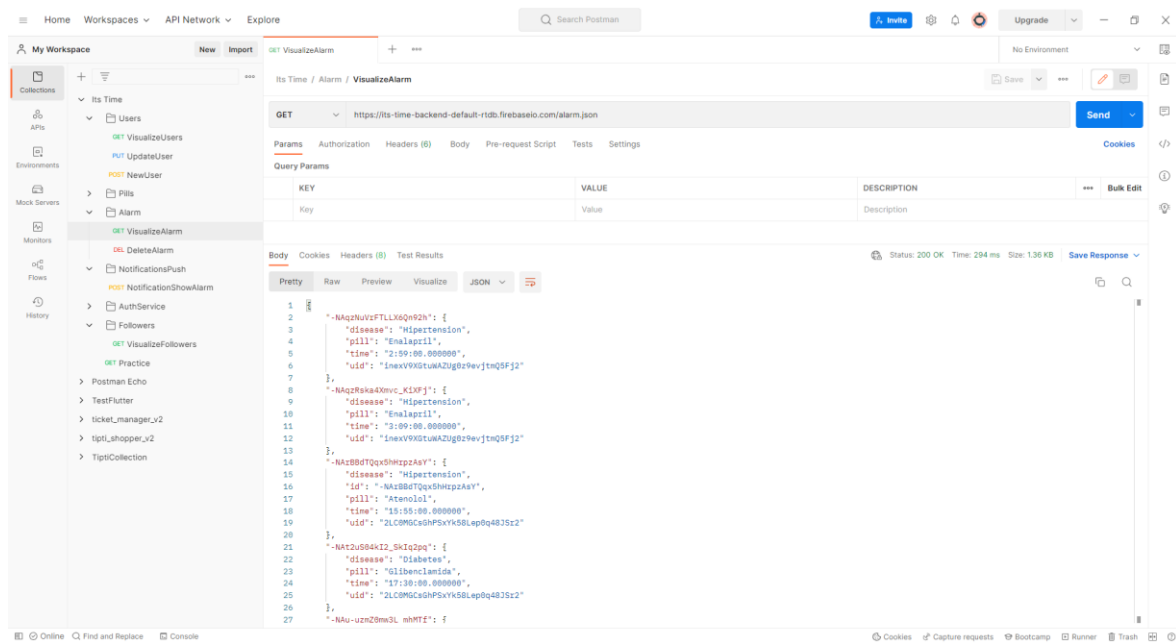 Home Workspaces API Network Explore Search Postman Invite Upgrade
My Workspace New Import GET VisualizeAlarm No Environment
Its Time / Alarm / VisualizeAlarm Save
Collections
APIs
Environments
Mock Servers
Monitors
Flows
History
Its Time
Users
GET VisualizeUsers
PUT UpdateUser
POST NewUser
Pills
Alarm
GET VisualizeAlarm
DEL DeleteAlarm
NotificationsPush
POST NotificationShowAlarm
AuthService
Followers
GET VisualizeFollowers
GET Practice
Postman Echo
TestFlutter
ticket_manager_v2
tipti_shopper_v2
TiptiCollection
GET https://its-time-backend-default-rtdb.firebaseio.com/alarm.json Send
Params Authorization Headers (6) Body Pre-request Script Tests Settings Cookies
Query Params
KEY VALUE DESCRIPTION Bulk Edit
Key Value Description
Body Cookies Headers (8) Test Results Status: 200 OK Time: 294 ms Size: 1.36 KB Save Response
Pretty Raw Preview Visualize JSON
1 {
2 "-NAqzNuVrFTLLX6Qn92h": {
3 "disease": "Hipertension",
4 "pill": "Enalapril",
5 "time": "2:59:00.000000",
6 "uid": "inexV9XGtuWAZUg0z9evjtmQ5Fj2"
7 },
8 "-NAqzRska4Xmvc_KiXFj": {
9 "disease": "Hipertension",
10 "pill": "Enalapril",
11 "time": "3:09:00.000000",
12 "uid": "inexV9XGtuWAZUg0z9evjtmQ5Fj2"
13 },
14 "-NArBBdTQqx5hHrpzAsY": {
15 "disease": "Hipertension",
16 "id": "-NArBBdTQqx5hHrpzAsY",
17 "pill": "Atenolol",
18 "time": "15:55:00.000000",
19 "uid": "2LC0MGCsGhPSxYk58Lep0q48JSr2"
20 },
21 "-NAt2uS04kI2_SkIq2pq": {
22 "disease": "Diabetes",
23 "pill": "Glibenclamida",
24 "time": "17:30:00.000000",
25 "uid": "2LC0MGCsGhPSxYk58Lep0q48JSr2"
26 },
27 "-NAu-uzmZ0mw3L_mhMTf": {
Online Find and Replace Console Cookies Capture requests Bootcamp Runner Trash